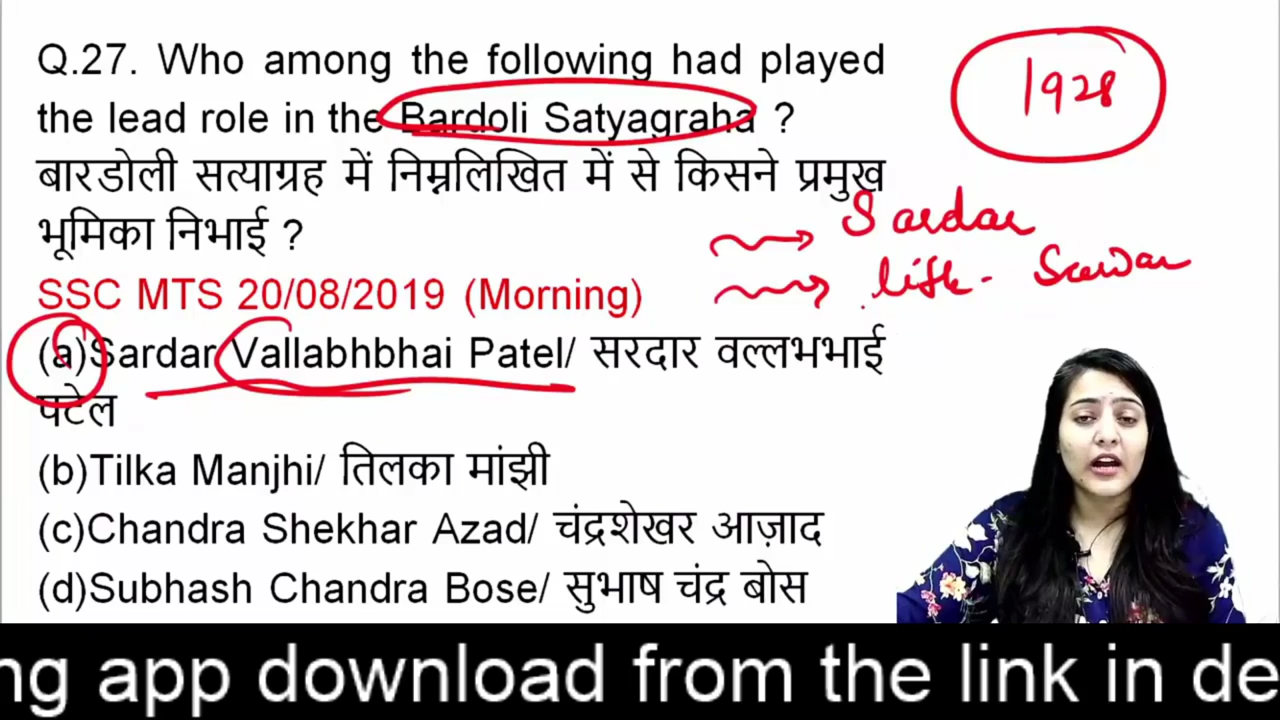 Q.27. Who among the following had played
the lead role in the Bardoli Satyagraha ?
1928
बारडोली सत्याग्रह में निम्नलिखित में से किसने प्रमुख
भूमिका निभाई ?
Sardar
SSC MTS 20/08/2019 (Morning)
(a)Sardar Vallabhbhai Patel/ सरदार वल्लभभाई
पटेल
(b)Tilka Manjhi/ तिलका मांझी
(c)Chandra Shekhar Azad/ चंद्रशेखर आज़ाद
(d)Subhash Chandra Bose/ सुभाष चंद्र बोस
ng app download from the link in de